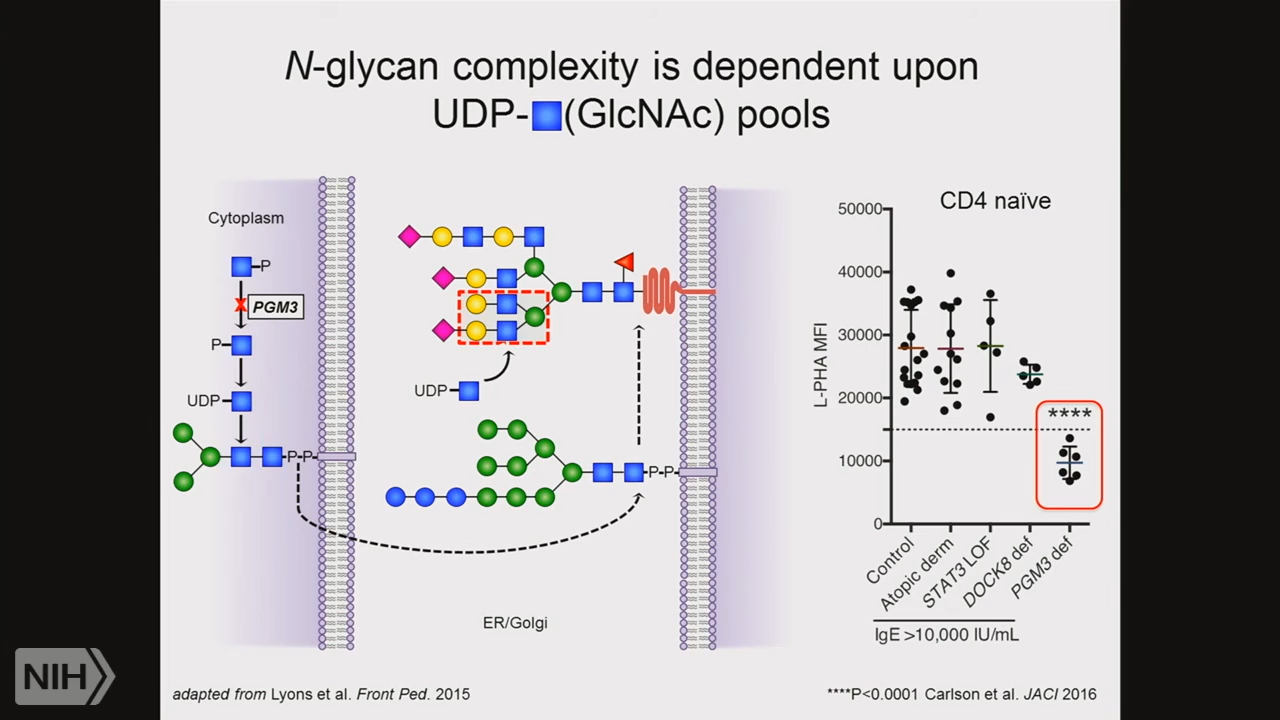 N-glycan complexity is dependent upon
UDP-(GlcNAc) pools
Cytoplasm
P
PGM3
P
UDP
P-P
UDP
P-P
ER/Golgi
CD4 naïve
L-PHA MFI
50000
40000
30000
20000
10000
0
****
Control
Atopic derm
STAT3 LOF
DOCK8 def
PGM3 def
IgE >10,000 IU/mL
NIH
adapted from Lyons et al. Front Ped. 2015
****P<0.0001 Carlson et al. JACI 2016